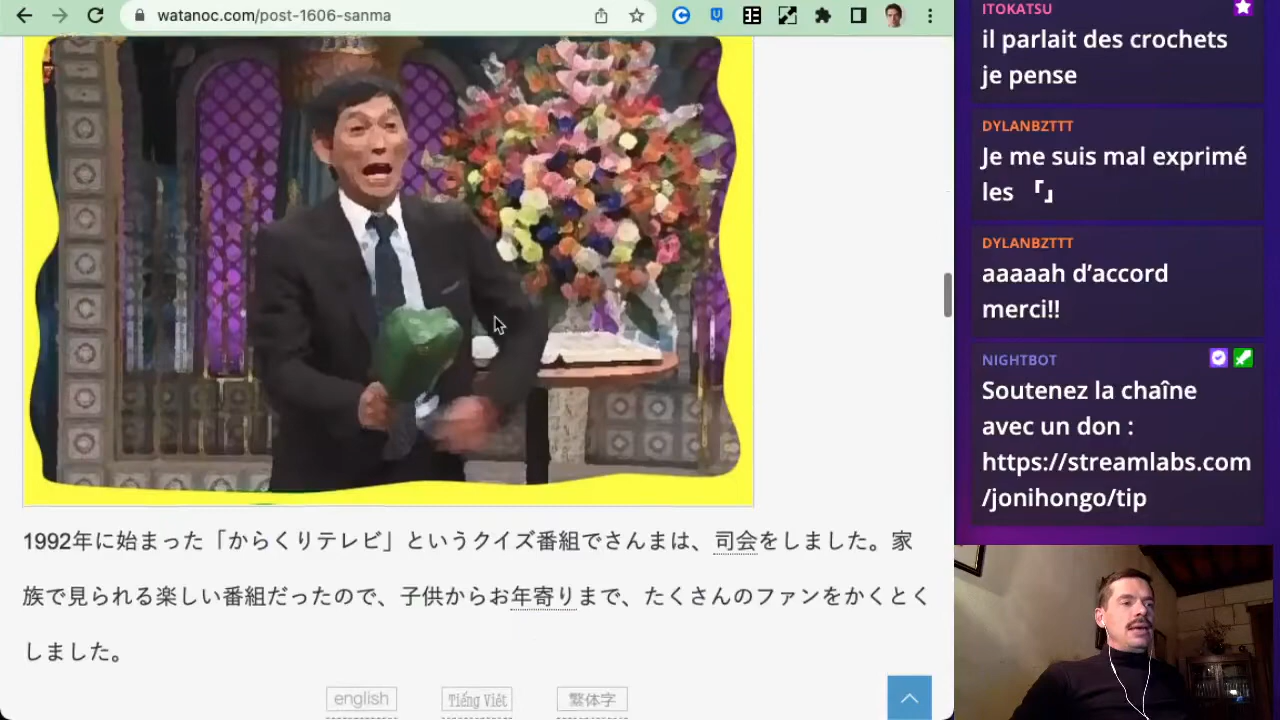 watanoc.com/post-1606-sanma
1992年に始まった「からくりテレビ」というクイズ番組でさんまは、司会をしました。家
族で見られる楽しい番組だったので、子供からお年寄りまで、たくさんのファンをかくとく
しました。
english
Tiếng Việt
繁体字
ITOKATSU
il parlait des crochets
je pense
DYLANBZTTT
Je me suis mal exprimé
les 「」
DYLANBZTTT
aaaaah d’accord
merci!!
NIGHTBOT
Soutenez la chaîne
avec un don :
https://streamlabs.com
/jonihongo/tip